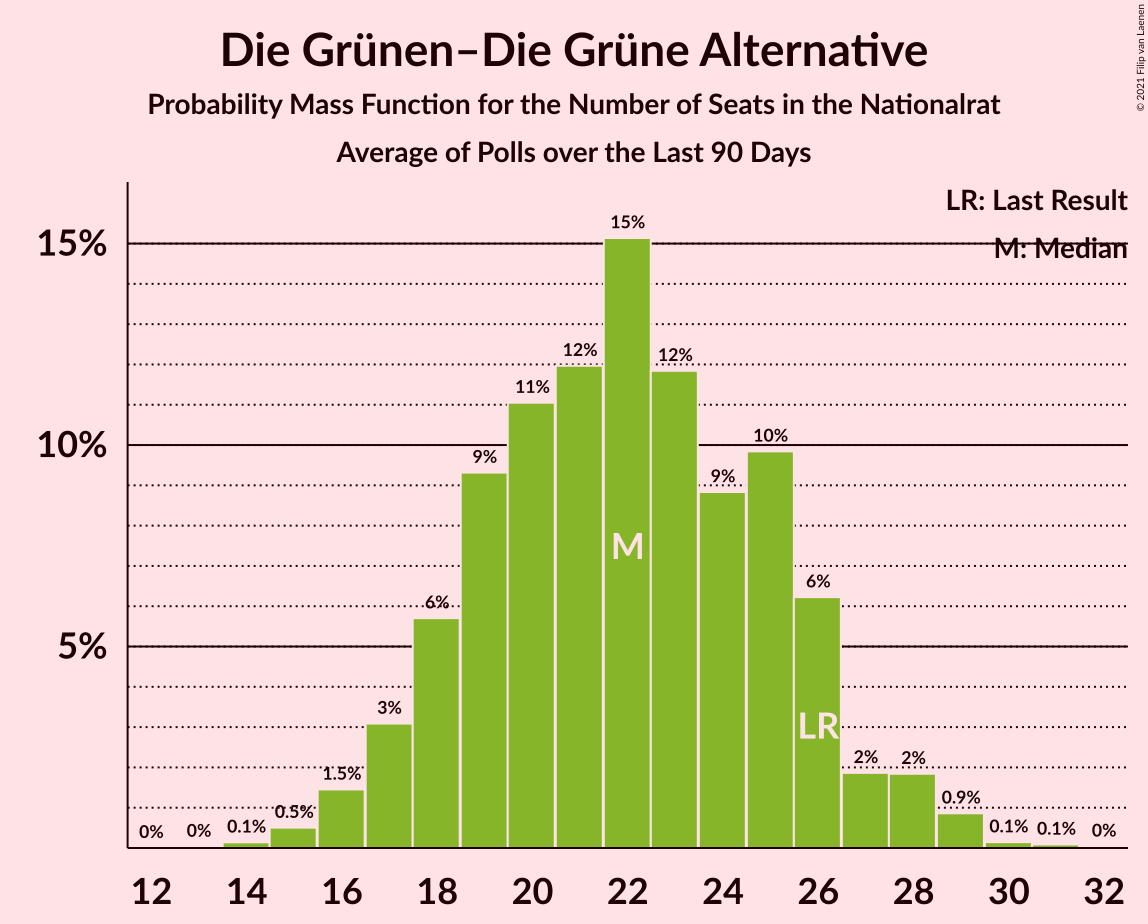 Die Grünen–Die Grüne Alternative
Probability Mass Function for the Number of Seats in the Nationalrat
Average of Polls over the Last 90 Days
© 2021 Filip van Laenen
LR: Last Result
M: Median
15%
10%
5%
0%
0%
0.1%
0.5%
1.5%
3%
6%
9%
11%
12%
15%
12%
9%
10%
6%
2%
2%
0.9%
0.1%
0.1%
0%
M
LR
12 14 16 18 20 22 24 26 28 30 32